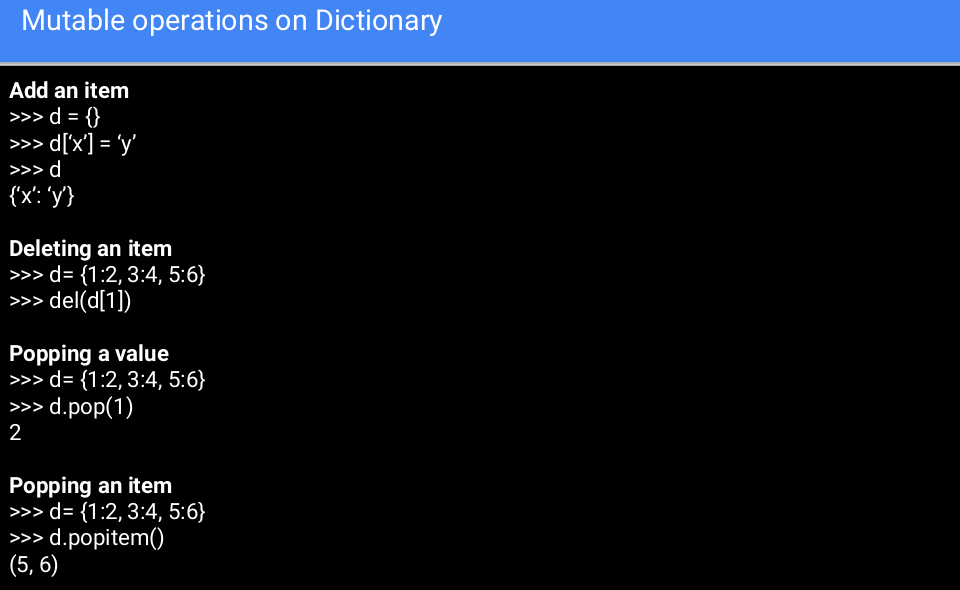 Mutable operations on Dictionary
Add an item
>>> d = {}
>>> d[‘x’] = ‘y’
>>> d
{‘x’: ‘y’}
Deleting an item
>>> d= {1:2, 3:4, 5:6}
>>> del(d[1])
Popping a value
>>> d= {1:2, 3:4, 5:6}
>>> d.pop(1)
2
Popping an item
>>> d= {1:2, 3:4, 5:6}
>>> d.popitem()
(5, 6)